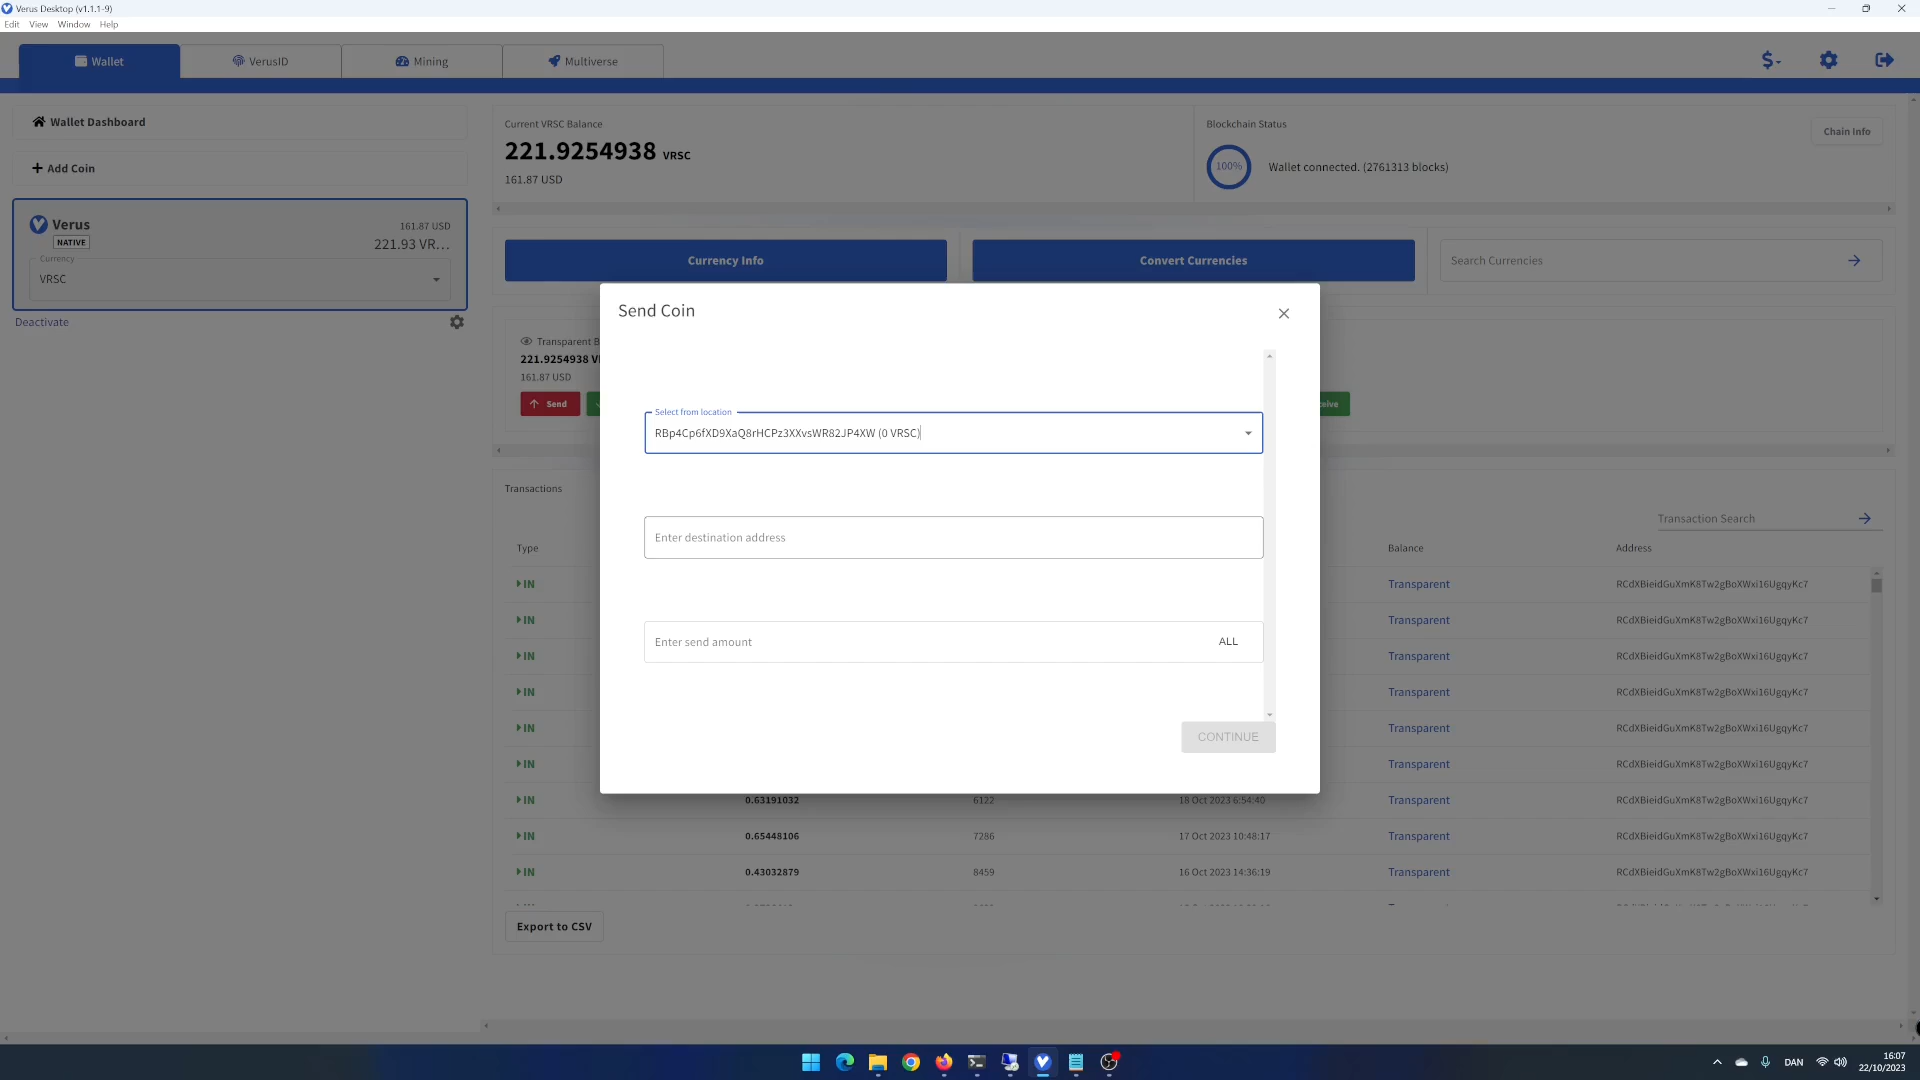 Verus Desktop (v1.1.1-9)
Edit View Window Help
Wallet
VerusID
Mining
Multiverse
Wallet Dashboard
Add Coin
Verus
NATIVE
161.87 USD
221.93 VR...
Currency
VRSC
Deactivate
Current VRSC Balance
221.9254938 VRSC
161.87 USD
Blockchain Status
Chain Info
100%
Wallet connected. (2761313 blocks)
Currency Info
Convert Currencies
Search Currencies
Transparent B
221.9254938 V
161.87 USD
Send
Send Coin
Select from location
RBp4Cp6fXD9XaQ8rHCPz3XXvsWR82JP4XW (0 VRSC)
Enter destination address
Enter send amount
ALL
CONTINUE
eive
Transactions
Transaction Search
Type
Balance
Address
IN Transparent RCdXBieidGuXmK8Tw2gBoXWxi16UgqyKc7
IN Transparent RCdXBieidGuXmK8Tw2gBoXWxi16UgqyKc7
IN Transparent RCdXBieidGuXmK8Tw2gBoXWxi16UgqyKc7
IN Transparent RCdXBieidGuXmK8Tw2gBoXWxi16UgqyKc7
IN Transparent RCdXBieidGuXmK8Tw2gBoXWxi16UgqyKc7
IN Transparent RCdXBieidGuXmK8Tw2gBoXWxi16UgqyKc7
IN 0.63191032 6122 18 Oct 2023 6:54:40 Transparent RCdXBieidGuXmK8Tw2gBoXWxi16UgqyKc7
IN 0.65448106 7286 17 Oct 2023 10:48:17 Transparent RCdXBieidGuXmK8Tw2gBoXWxi16UgqyKc7
IN 0.43032879 8459 16 Oct 2023 14:36:19 Transparent RCdXBieidGuXmK8Tw2gBoXWxi16UgqyKc7
Export to CSV
DAN
16:07
22/10/2023